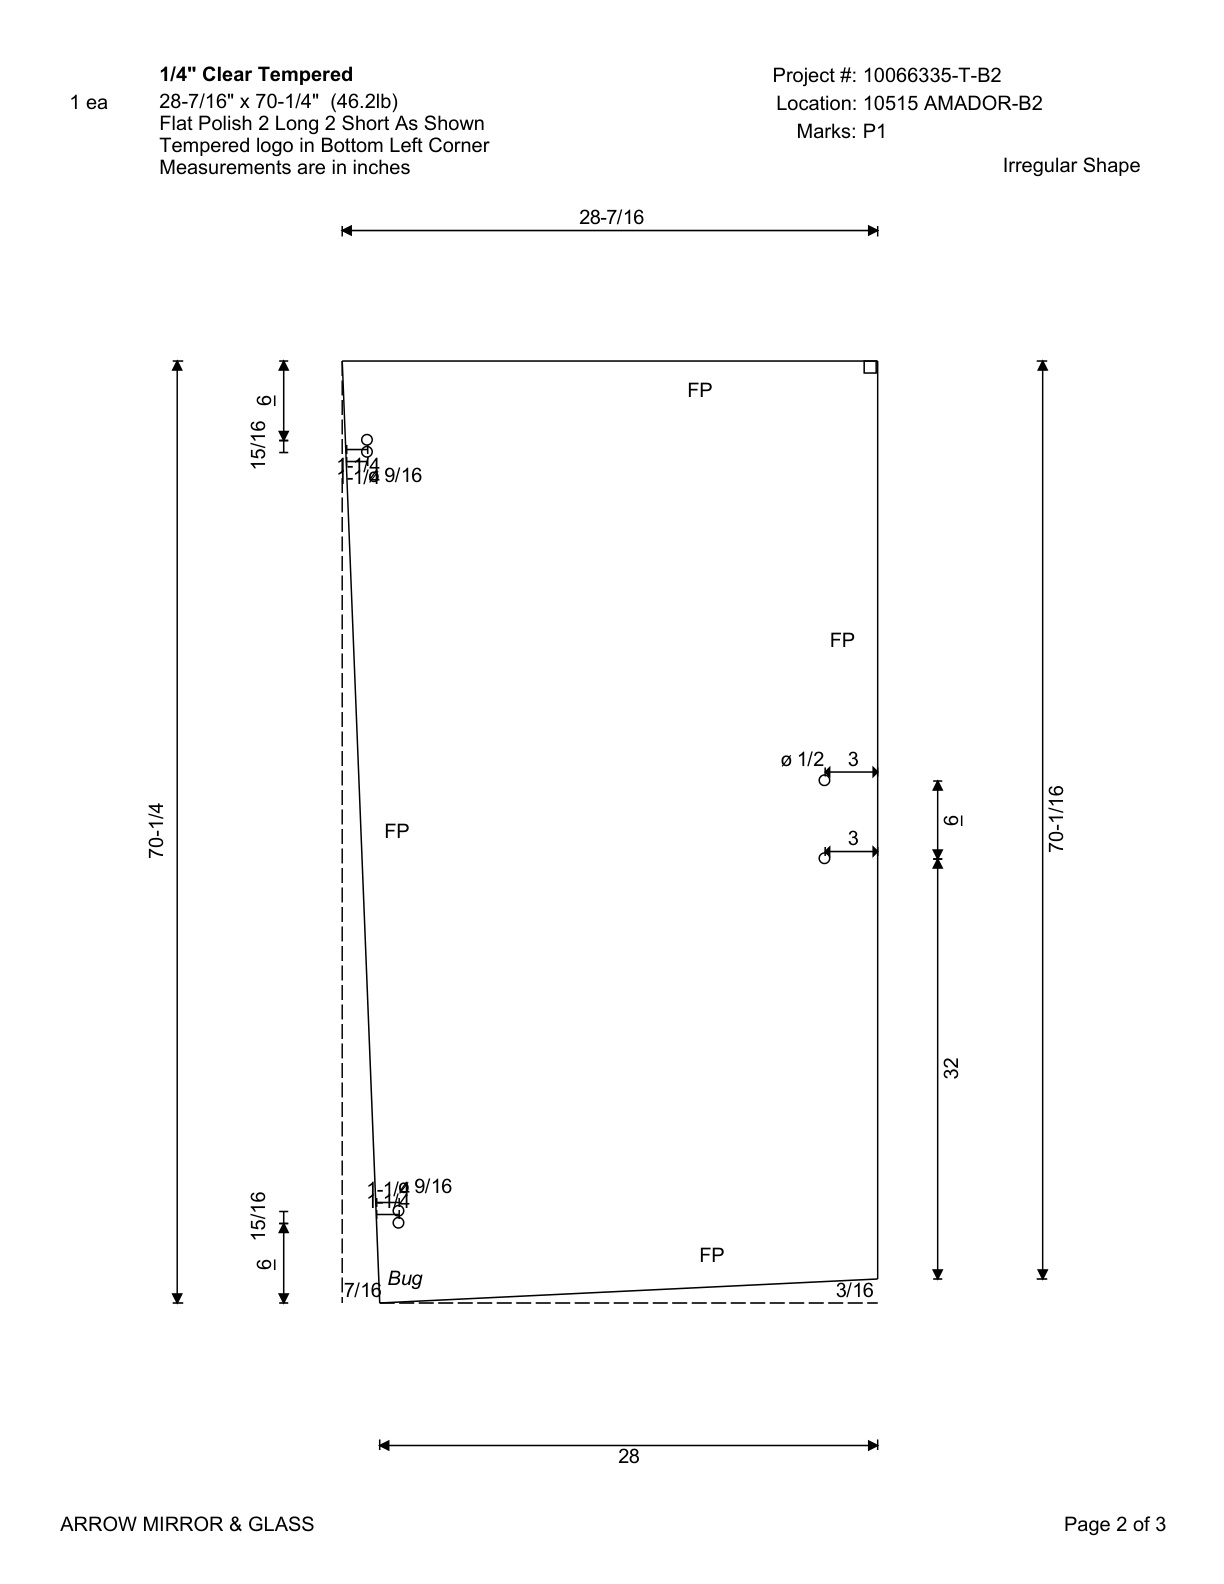 1/4" Clear Tempered
Project #: 10066335-T-B2
1 ea
28-7/16" x 70-1/4"  (46.2lb)
Location: 10515 AMADOR-B2
Flat Polish 2 Long 2 Short As Shown
Marks: P1
Tempered logo in Bottom Left Corner
Measurements are in inches
Irregular Shape
28-7/16
FP
6
15/16
1-1/4
1-1/4
ø 9/16
FP
ø 1/2
3
6
70-1/4
70-1/16
FP
3
32
1-1/4
ø 9/16
1-1/4
15/16
6
FP
Bug
7/16
3/16
28
ARROW MIRROR & GLASS
Page 2 of 3